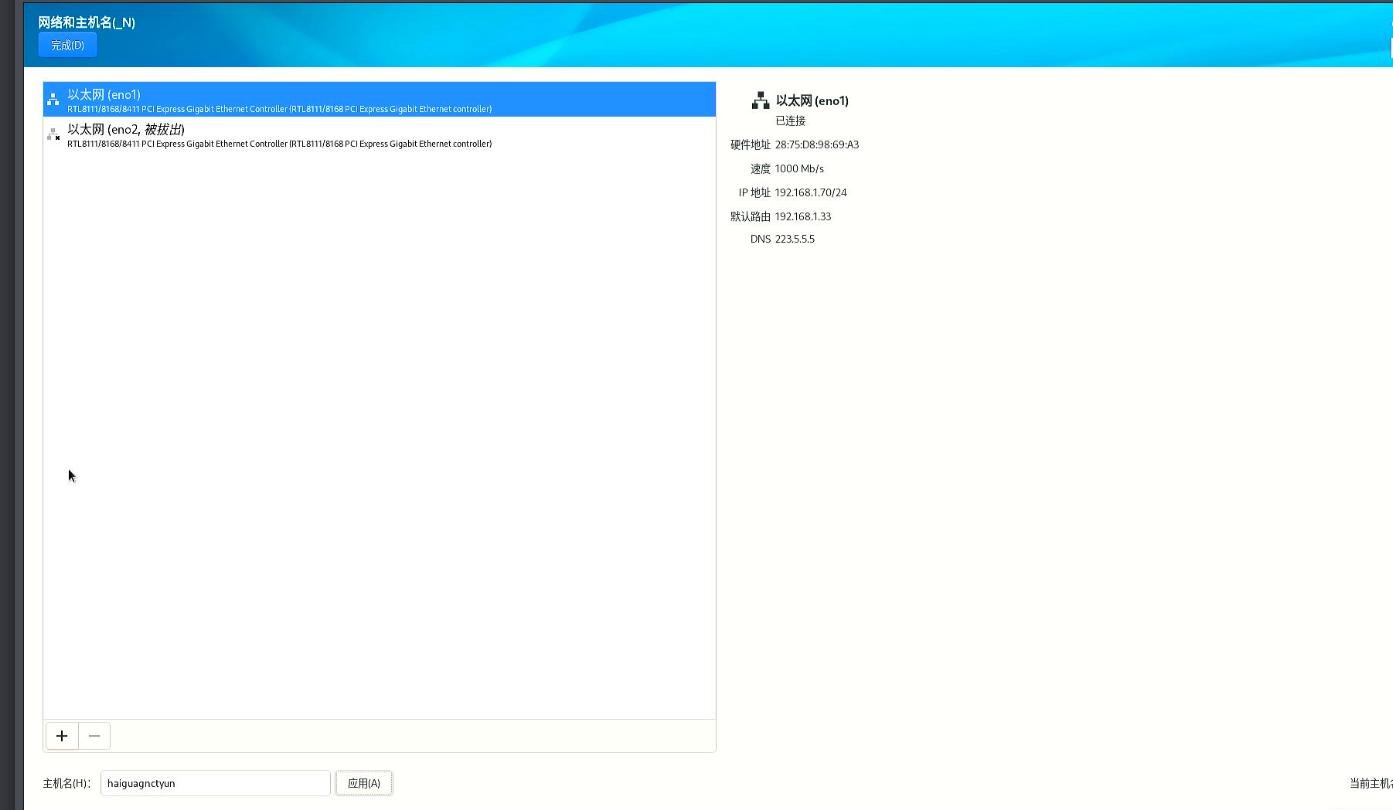 网络和主机名(_N)
完成(D)
以太网 (eno1)
RTL8111/8168/8411 PCI Express Gigabit Ethernet Controller (RTL8111/8168 PCI Express Gigabit Ethernet controller)
以太网 (eno2, 被拔出)
RTL8111/8168/8411 PCI Express Gigabit Ethernet Controller (RTL8111/8168 PCI Express Gigabit Ethernet controller)
以太网 (eno1)
已连接
硬件地址 28:75:D8:98:69:A3
速度 1000 Mb/s
IP 地址 192.168.1.70/24
默认路由 192.168.1.33
DNS 223.5.5.5
+ −
主机名(H): haiguagnctyun 应用(A) 当前主机